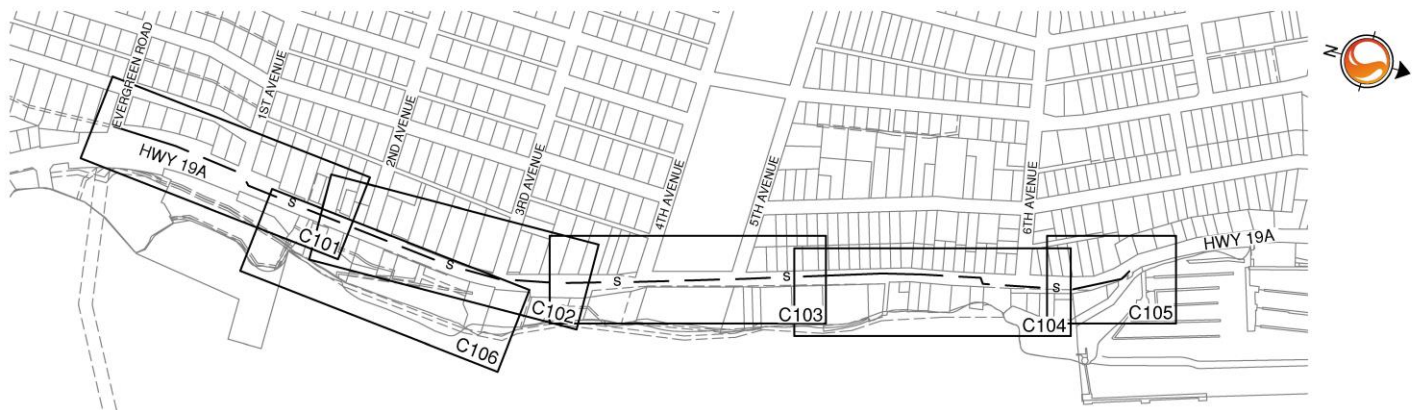 EVERGREEN ROAD
1ST AVENUE
2ND AVENUE
3RD AVENUE
4TH AVENUE
5TH AVENUE
6TH AVENUE
N
HWY 19A
HWY 19A
S
S
S
S
S
C101
C102
C103
C104
C105
C106